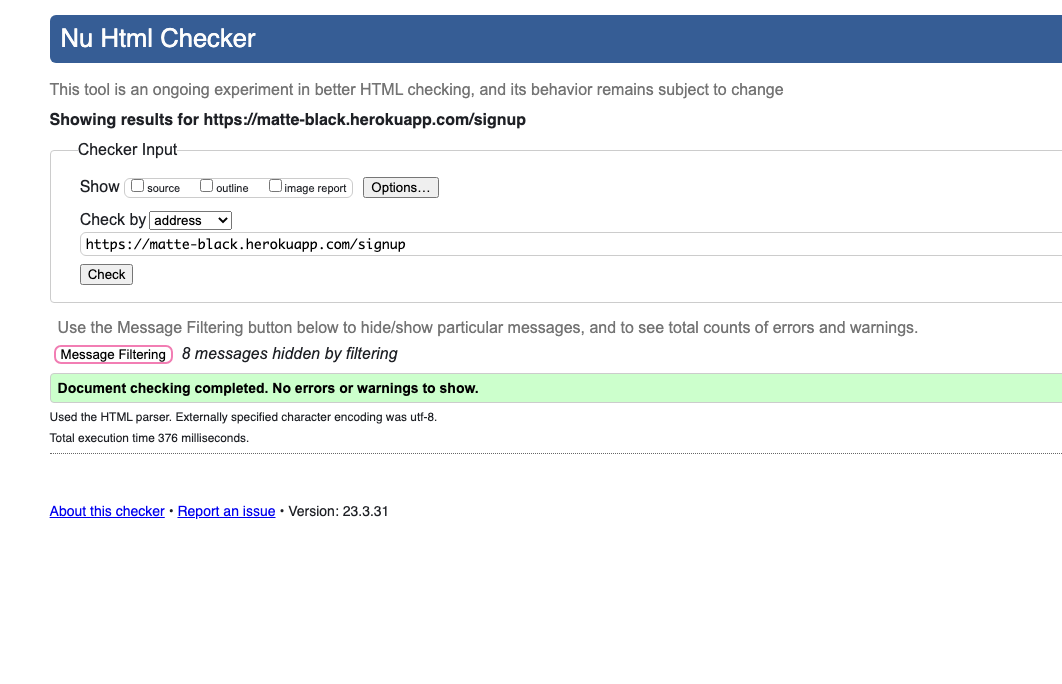 Nu Html Checker
This tool is an ongoing experiment in better HTML checking, and its behavior remains subject to change
Showing results for https://matte-black.herokuapp.com/signup
Checker Input
Show source outline image report Options...
Check by address
https://matte-black.herokuapp.com/signup
Check
Use the Message Filtering button below to hide/show particular messages, and to see total counts of errors and warnings.
Message Filtering 8 messages hidden by filtering
Document checking completed. No errors or warnings to show.
Used the HTML parser. Externally specified character encoding was utf-8.
Total execution time 376 milliseconds.
About this checker • Report an issue • Version: 23.3.31